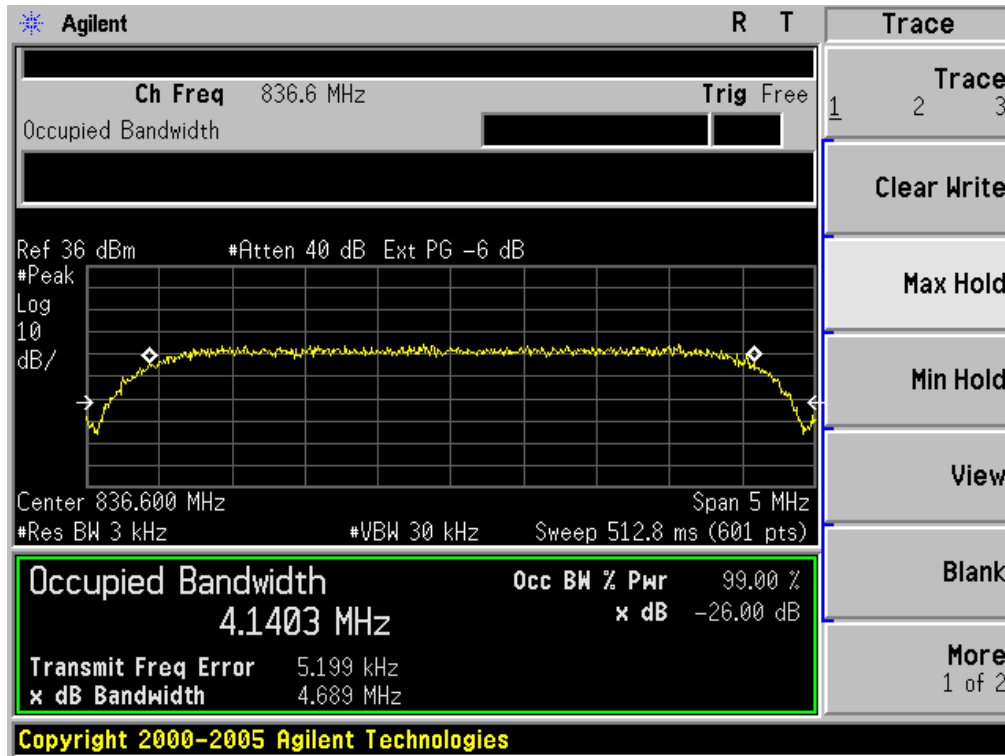 Agilent R T Trace
Ch Freq 836.6 MHz Trig Free
Occupied Bandwidth
Trace
1 2 3
Clear Write
Max Hold
Min Hold
View
Blank
More
1 of 2
Ref 36 dBm #Atten 40 dB Ext PG -6 dB
#Peak
Log
10
dB/
Center 836.600 MHz Span 5 MHz
#Res BW 3 kHz #VBW 30 kHz Sweep 512.8 ms (601 pts)
Occupied Bandwidth
4.1403 MHz
Occ BW % Pwr 99.00 %
x dB -26.00 dB
Transmit Freq Error 5.199 kHz
x dB Bandwidth 4.689 MHz
Copyright 2000-2005 Agilent Technologies